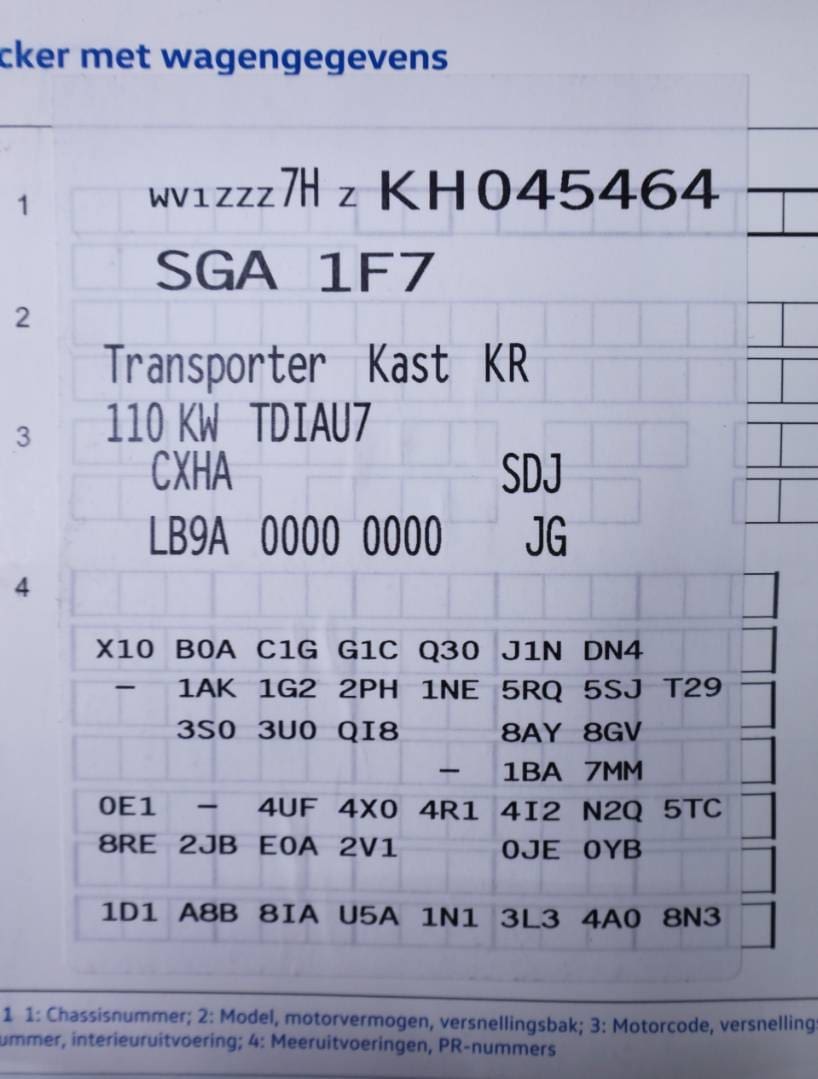 cker met wagengegevens
1 WV1ZZZ7H Z KH045464
SGA 1F7
2
Transporter Kast KR
3 110 KW TDIAU7
CXHA SDJ
LB9A 0000 0000 JG
4
X10 B0A C1G G1C Q30 J1N DN4
– 1AK 1G2 2PH 1NE 5RQ 5SJ T29
3S0 3U0 QI8 8AY 8GV
– 1BA 7MM
0E1 – 4UF 4X0 4R1 4I2 N2Q 5TC
8RE 2JB E0A 2V1 0JE 0YB
1D1 A8B 8IA U5A 1N1 3L3 4A0 8N3
1 1: Chassisnummer; 2: Model, motorvermogen, versnellingsbak; 3: Motorcode, versnellings
ummer, interieuruitvoering; 4: Meeruitvoeringen, PR-nummers